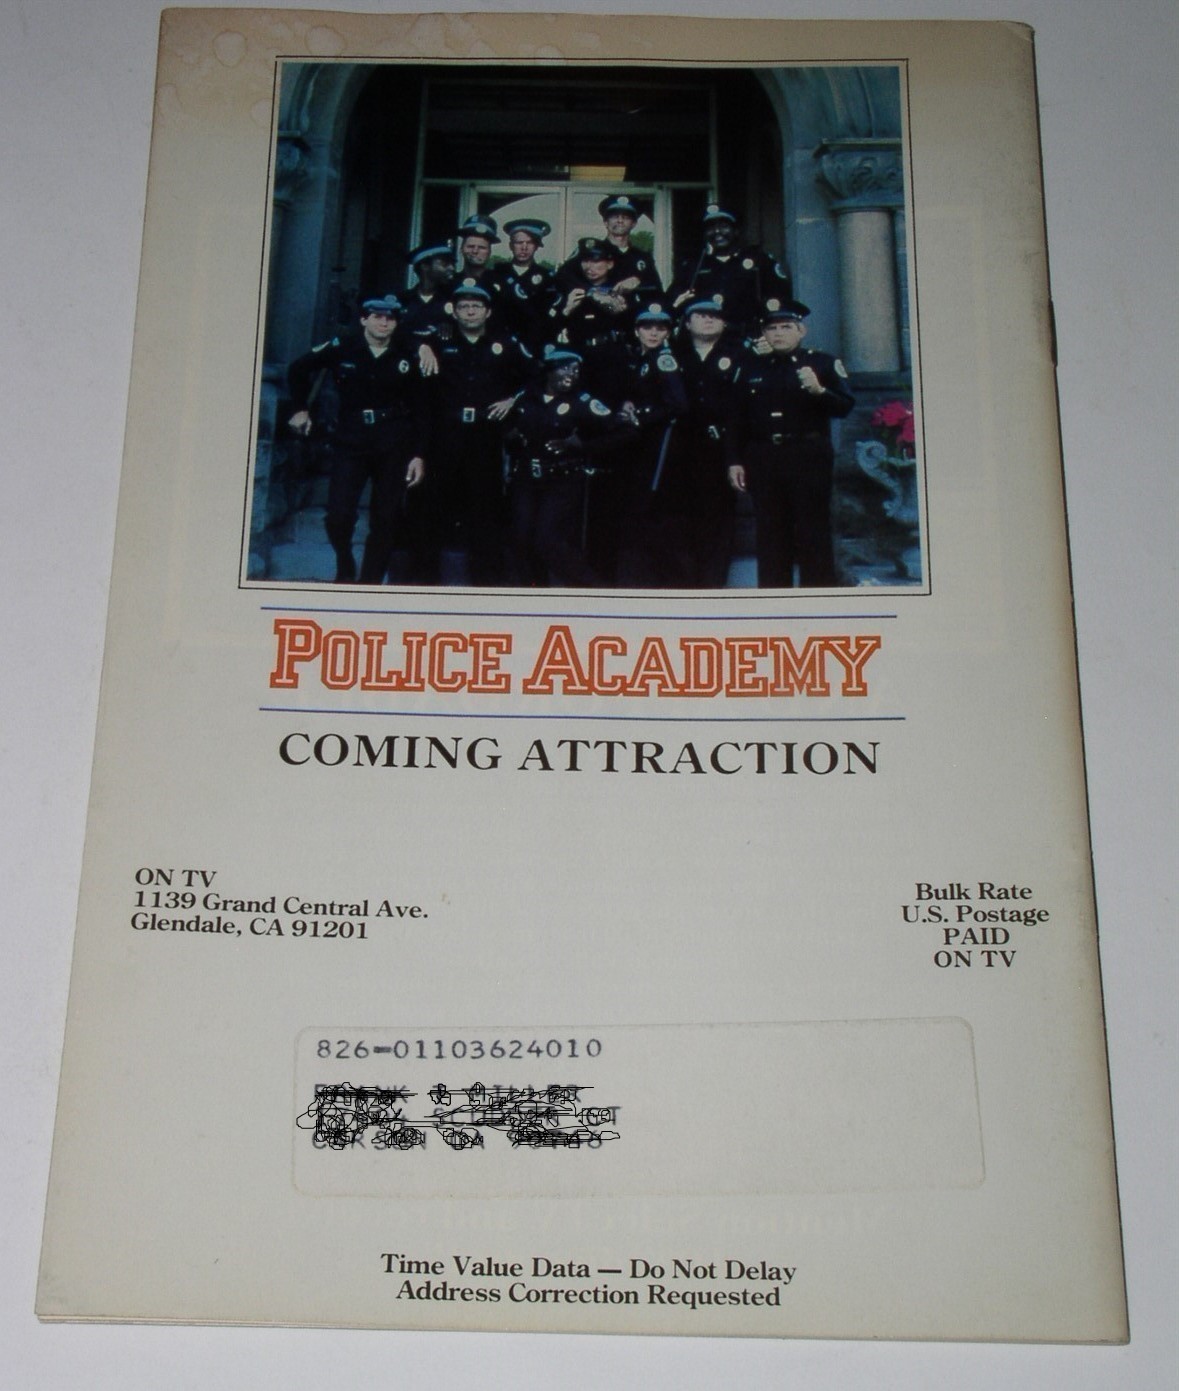 POLICE ACADEMY
COMING ATTRACTION
ON TV
1139 Grand Central Ave.
Glendale, CA 91201
Bulk Rate
U.S. Postage
PAID
ON TV
826-01103624010
Time Value Data — Do Not Delay
Address Correction Requested